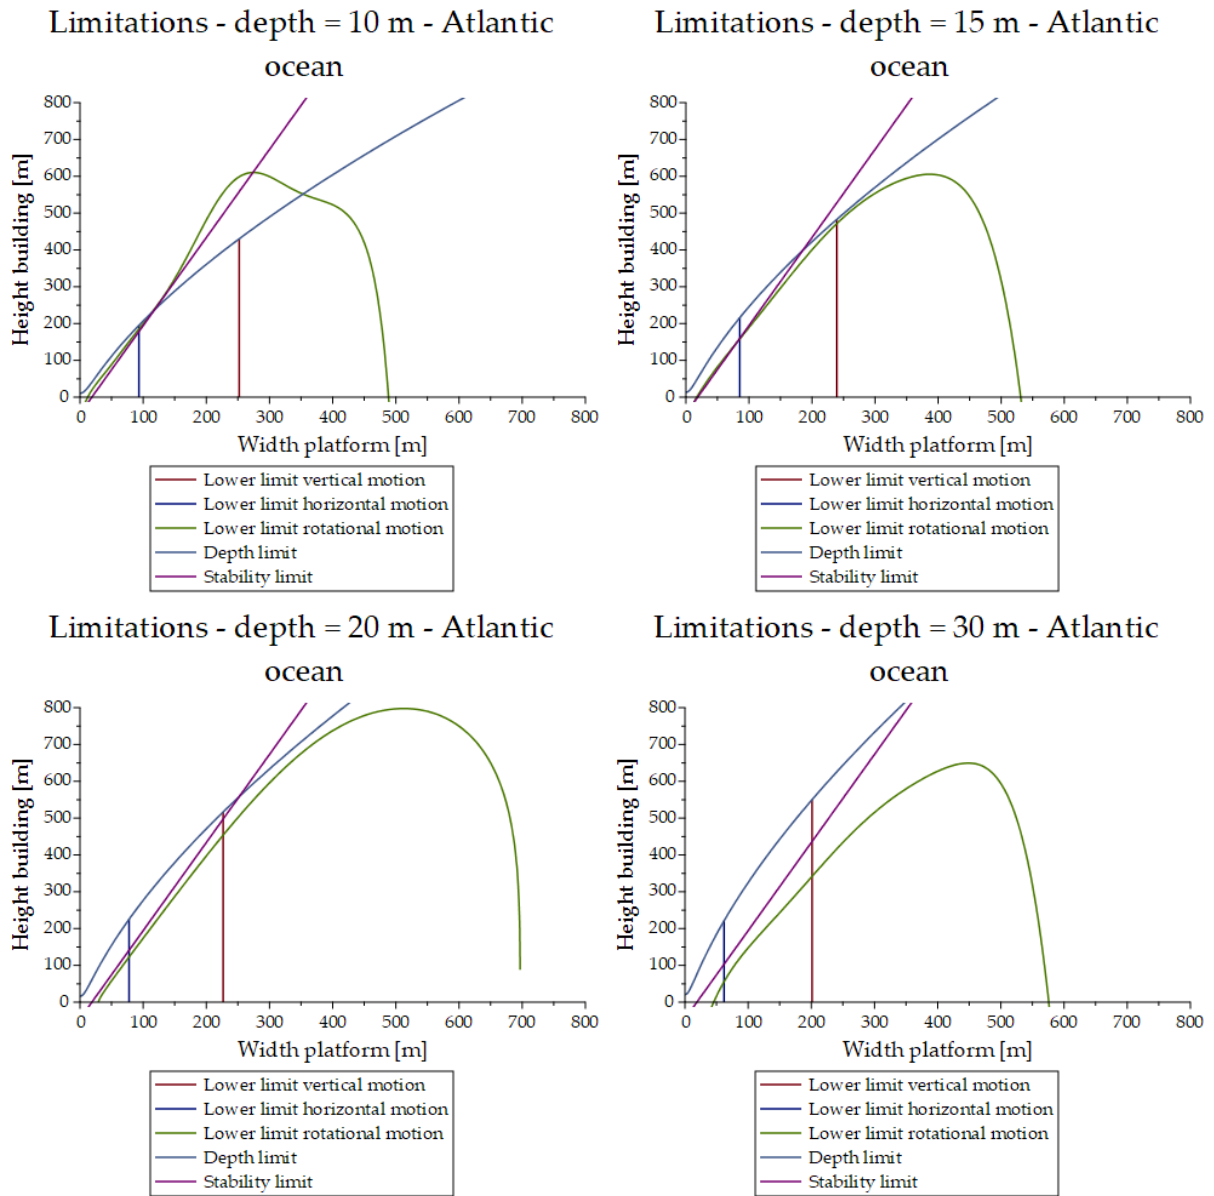 Limitations - depth = 10 m - Atlantic
ocean
800
700
600
500
400
300
200
100
0
Height building [m]
0 100 200 300 400 500 600 700 800
Width platform [m]
Lower limit vertical motion
Lower limit horizontal motion
Lower limit rotational motion
Depth limit
Stability limit
Limitations - depth = 15 m - Atlantic
ocean
800
700
600
500
400
300
200
100
0
Height building [m]
0 100 200 300 400 500 600 700 800
Width platform [m]
Lower limit vertical motion
Lower limit horizontal motion
Lower limit rotational motion
Depth limit
Stability limit
Limitations - depth = 20 m - Atlantic
ocean
800
700
600
500
400
300
200
100
0
Height building [m]
0 100 200 300 400 500 600 700 800
Width platform [m]
Lower limit vertical motion
Lower limit horizontal motion
Lower limit rotational motion
Depth limit
Stability limit
Limitations - depth = 30 m - Atlantic
ocean
800
700
600
500
400
300
200
100
0
Height building [m]
0 100 200 300 400 500 600 700 800
Width platform [m]
Lower limit vertical motion
Lower limit horizontal motion
Lower limit rotational motion
Depth limit
Stability limit